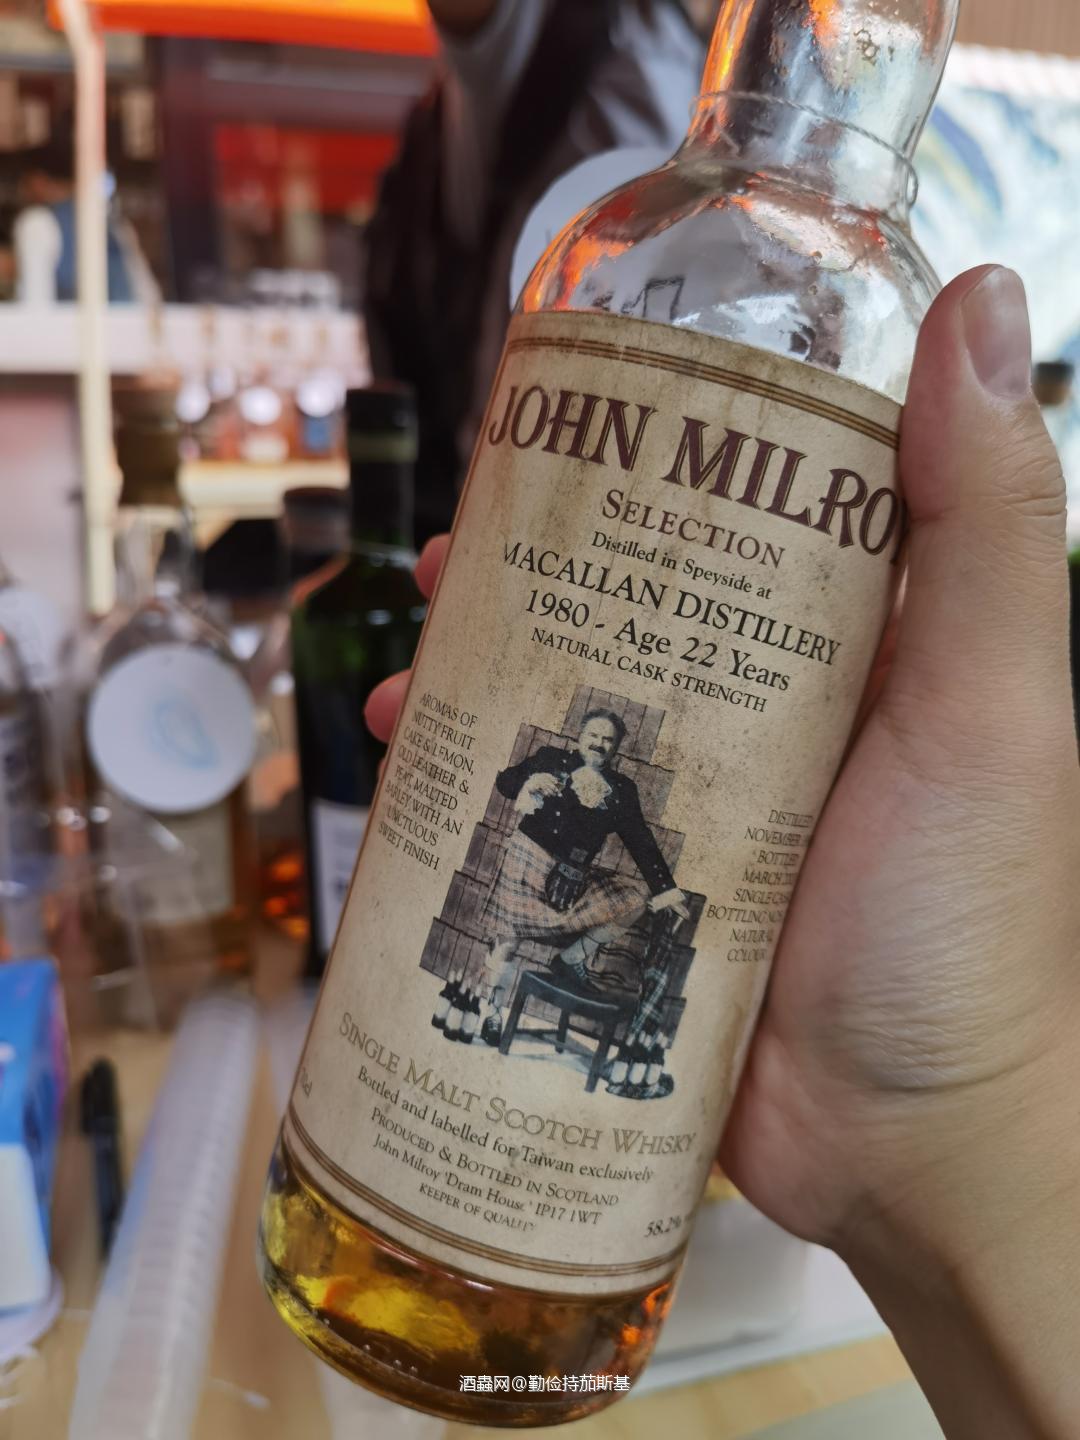 JOHN MILRO
SELECTION
Distilled in Speyside at
MACALLAN DISTILLERY
1980 - Age 22 Years
NATURAL CASK STRENGTH
AROMAS OF
NUTTY FRUIT
CAKE & LEMON,
OLD LEATHER &
PEAT, MALTED
BARLEY WITH AN
UNCTUOUS
SWEET FINISH
DISTILLED
NOVEMBER
BOTTLED
MARCH
SINGLE CASK
BOTTLING
NATURAL
COLOUR
SINGLE MALT SCOTCH WHISKY
Bottled and labelled for Taiwan exclusively
PRODUCED & BOTTLED IN SCOTLAND
John Milroy 'Dram House' IP17 1WT
KEEPER OF QUALITY
58.2%
酒蟲网@勤俭持茄斯基